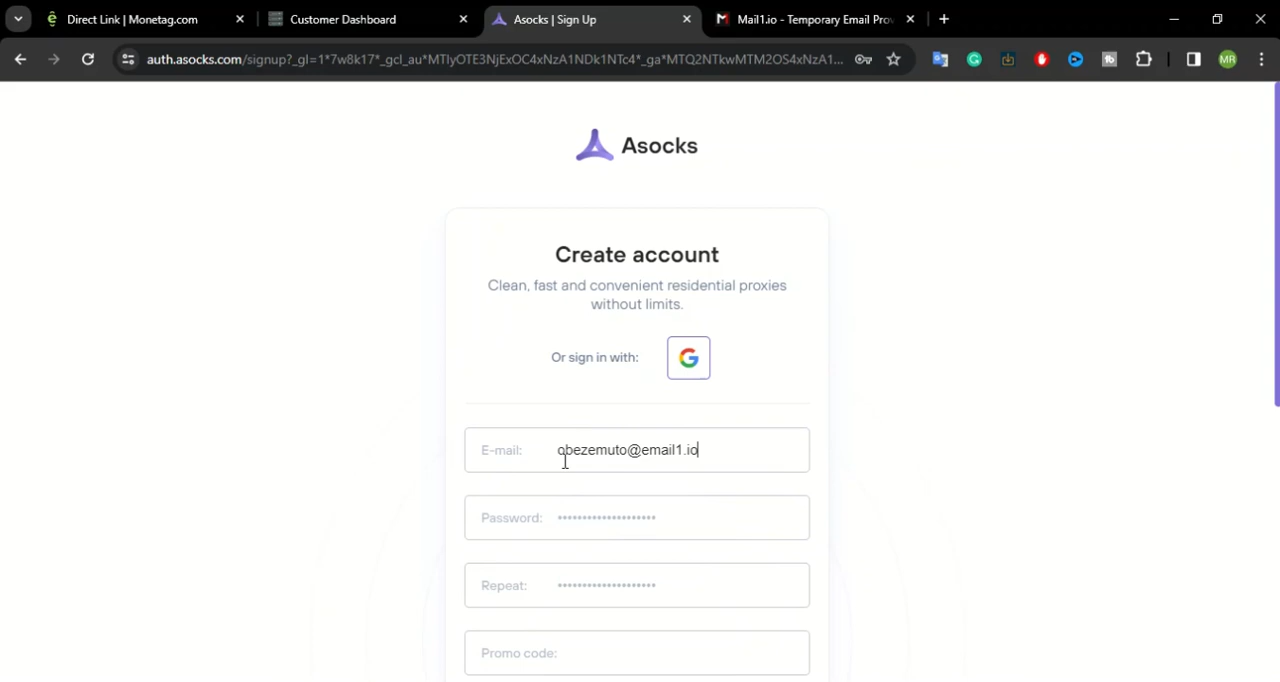 Direct Link | Monetag.com
Customer Dashboard
Asocks | Sign Up
Mail1.io - Temporary Email Prov
auth.asocks.com/signup?_gl=1*7w8k17*_gcl_au*MTIyOTE3NjExOC4xNzA1NDk1NTc4*_ga*MTQ2NTkwMTM2OS4xNzA1...
MR
Asocks
Create account
Clean, fast and convenient residential proxies
without limits.
Or sign in with:
E-mail: obezemuto@email1.io
Password: ••••••••••••••••••••
Repeat: ••••••••••••••••••••
Promo code: